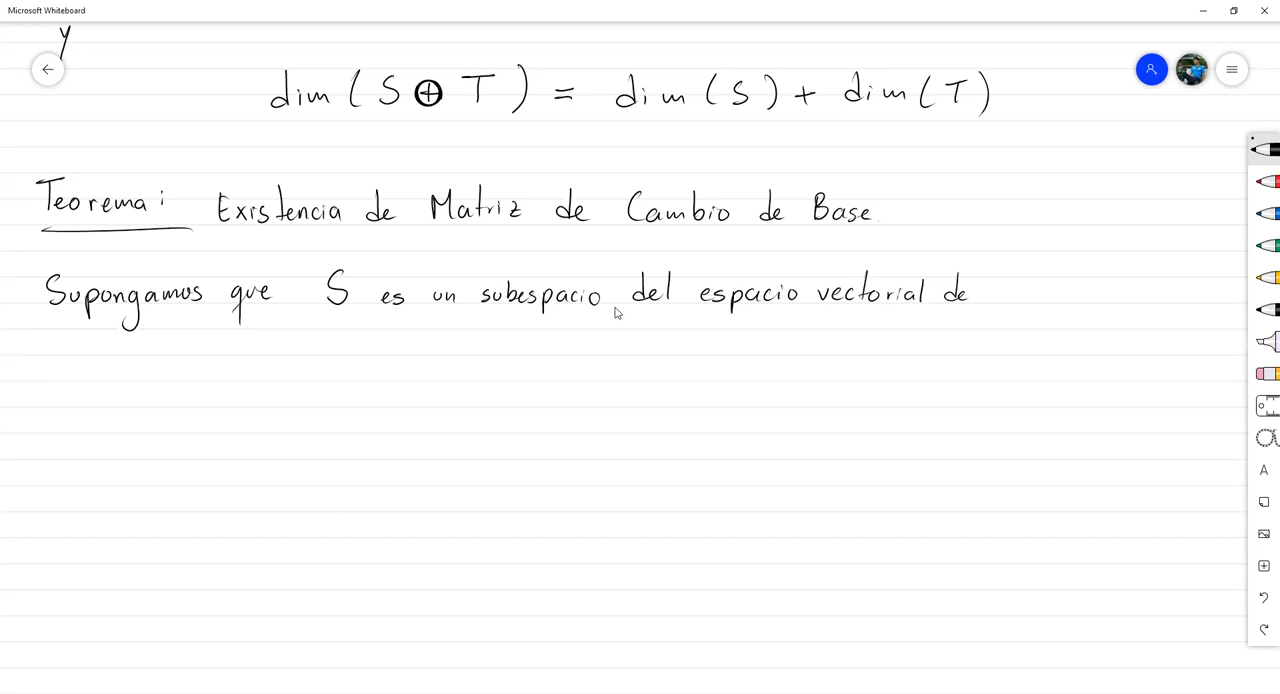 Microsoft Whiteboard
y
dim(S ⊕ T) = dim(S) + dim(T)
Teorema: Existencia de Matriz de Cambio de Base.
Supongamos que S es un subespacio del espacio vectorial de
A